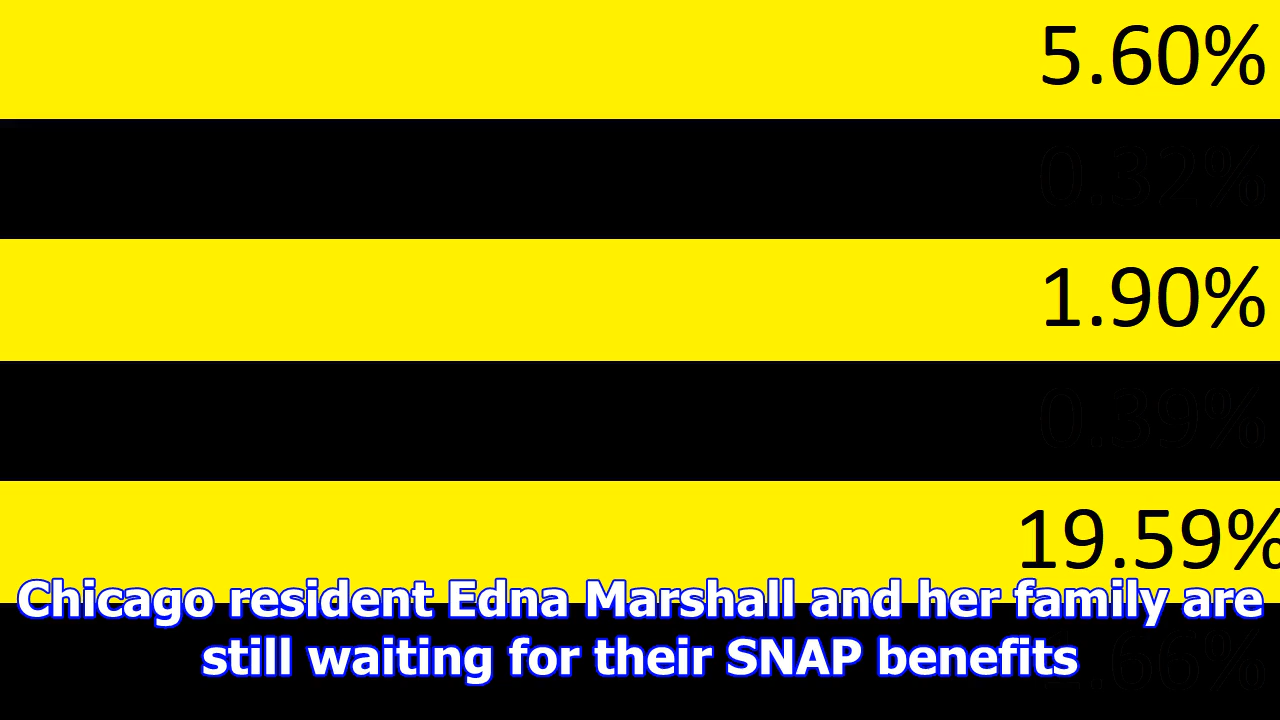 5.60%
0.32%
1.90%
0.39%
19.59%
Chicago resident Edna Marshall and her family are
still waiting for their SNAP benefits